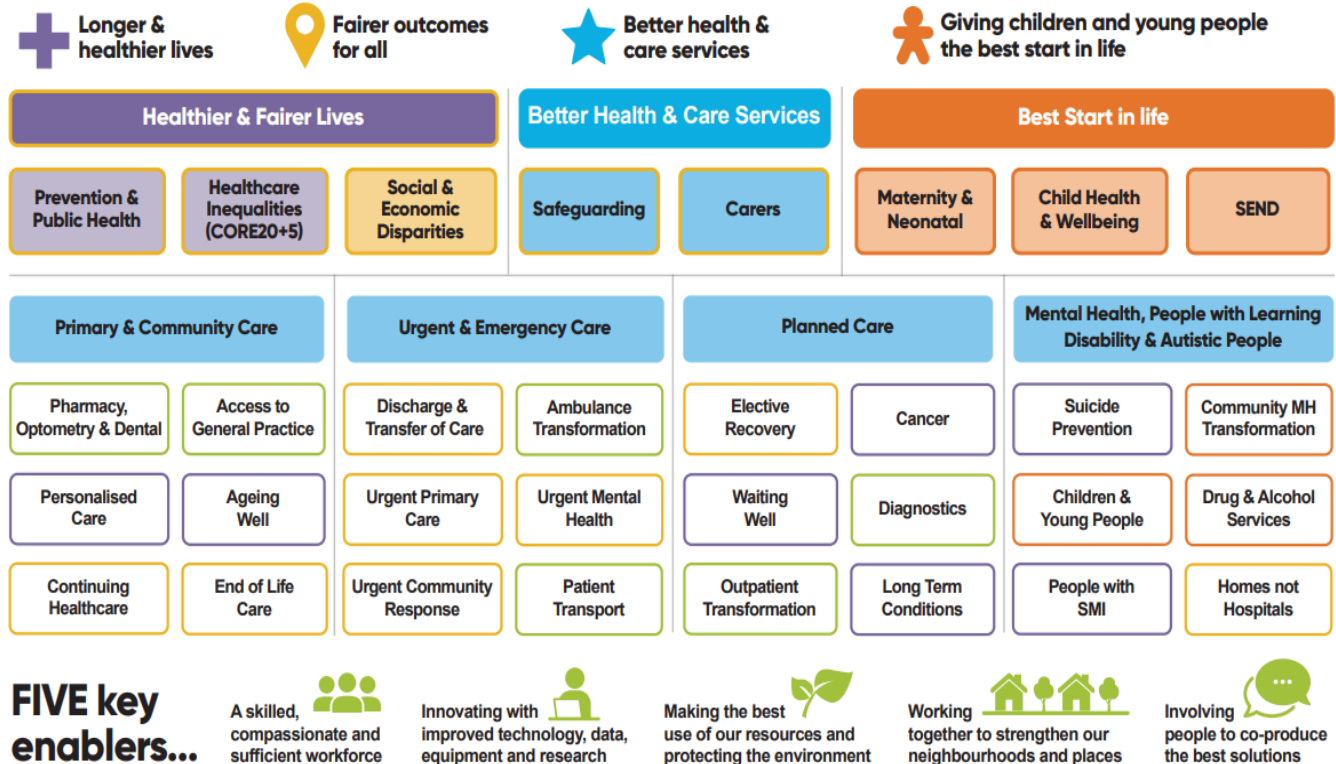 Longer &
healthier lives
Fairer outcomes
for all
Better health &
care services
Giving children and young people
the best start in life
Healthier & Fairer Lives
Better Health & Care Services
Best Start in life
Prevention &
Public Health
Healthcare
Inequalities
(CORE20+5)
Social &
Economic
Disparities
Safeguarding
Carers
Maternity &
Neonatal
Child Health
& Wellbeing
SEND
Primary & Community Care
Urgent & Emergency Care
Planned Care
Mental Health, People with Learning
Disability & Autistic People
Pharmacy,
Optometry & Dental
Access to
General Practice
Discharge &
Transfer of Care
Ambulance
Transformation
Elective
Recovery
Cancer
Suicide
Prevention
Community MH
Transformation
Personalised
Care
Ageing
Well
Urgent Primary
Care
Urgent Mental
Health
Waiting
Well
Diagnostics
Children &
Young People
Drug & Alcohol
Services
Continuing
Healthcare
End of Life
Care
Urgent Community
Response
Patient
Transport
Outpatient
Transformation
Long Term
Conditions
People with
SMI
Homes not
Hospitals
FIVE key
enablers...
A skilled,
compassionate and
sufficient workforce
Innovating with
improved technology, data,
equipment and research
Making the best
use of our resources and
protecting the environment
Working
together to strengthen our
neighbourhoods and places
Involving
people to co-produce
the best solutions